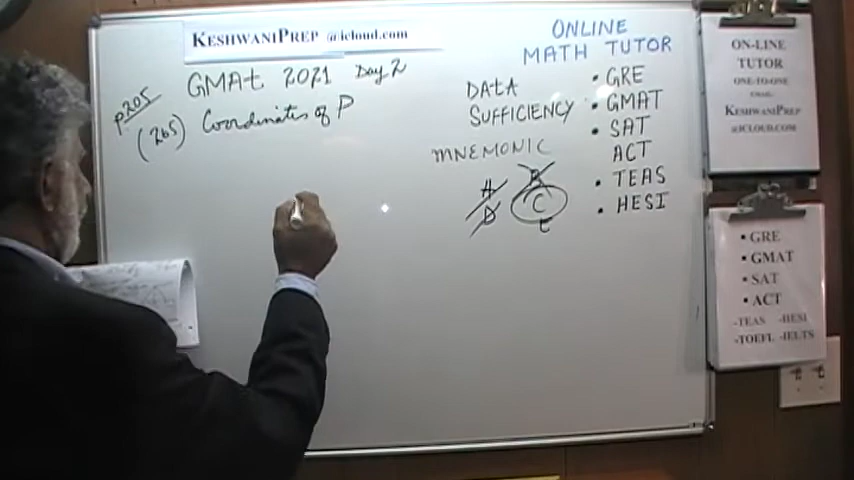 KESHWANIPREP @icloud.com
GMAt 2021 Day 2
p205
(265) Coordinates of P
ONLINE
MATH TUTOR
DATA
SUFFICIENCY
MNEMONIC
A B
D C
E
• GRE
• GMAT
• SAT
ACT
• TEAS
• HESI
ON-LINE
TUTOR
ONE-TO-ONE
EMAIL:
KESHWANIPREP
@ICLOUD.COM
• GRE
• GMAT
• SAT
• ACT
-TEAS -HESI
-TOEFL -IELTS